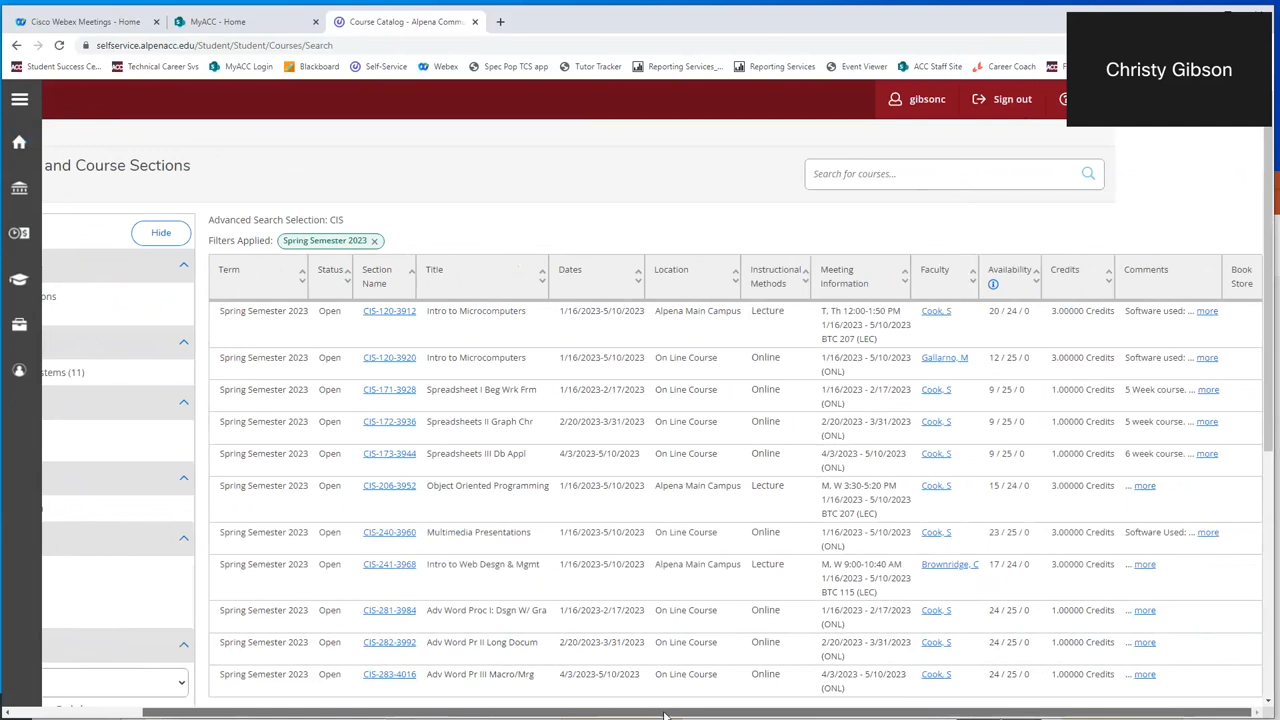 Cisco Webex Meetings - Home
MyACC - Home
Course Catalog - Alpena Commu
selfservice.alpenacc.edu/Student/Student/Courses/Search
Student Success Ce... Technical Career Svs MyACC Login Blackboard Self-Service Webex Spec Pop TCS app Tutor Tracker Reporting Services_... Reporting Services Event Viewer ACC Staff Site Career Coach
Christy Gibson
gibsonc Sign out
and Course Sections
Search for courses...
Hide
Advanced Search Selection: CIS
Filters Applied: Spring Semester 2023
Term Status Section Name Title Dates Location Instructional Methods Meeting Information Faculty Availability Credits Comments Book Store
ons
stems (11)
Spring Semester 2023 Open CIS-120-3912 Intro to Microcomputers 1/16/2023-5/10/2023 Alpena Main Campus Lecture T, Th 12:00-1:50 PM Cook, S 20 / 24 / 0 3.00000 Credits Software used: ... more
1/16/2023 - 5/10/2023
BTC 207 (LEC)
Spring Semester 2023 Open CIS-120-3920 Intro to Microcomputers 1/16/2023-5/10/2023 On Line Course Online 1/16/2023 - 5/10/2023 Gallarno, M 12 / 25 / 0 3.00000 Credits Software used: ... more
(ONL)
Spring Semester 2023 Open CIS-171-3928 Spreadsheet I Beg Wrk Frm 1/16/2023-2/17/2023 On Line Course Online 1/16/2023 - 2/17/2023 Cook, S 9 / 25 / 0 1.00000 Credits 5 Week course. ... more
(ONL)
Spring Semester 2023 Open CIS-172-3936 Spreadsheets II Graph Chr 2/20/2023-3/31/2023 On Line Course Online 2/20/2023 - 3/31/2023 Cook, S 9 / 25 / 0 1.00000 Credits 5 week course. ... more
(ONL)
Spring Semester 2023 Open CIS-173-3944 Spreadsheets III Db Appl 4/3/2023-5/10/2023 On Line Course Online 4/3/2023 - 5/10/2023 Cook, S 9 / 25 / 0 1.00000 Credits 6 week course. ... more
(ONL)
Spring Semester 2023 Open CIS-206-3952 Object Oriented Programming 1/16/2023-5/10/2023 Alpena Main Campus Lecture M, W 3:30-5:20 PM Cook, S 15 / 24 / 0 3.00000 Credits ... more
1/16/2023 - 5/10/2023
BTC 207 (LEC)
Spring Semester 2023 Open CIS-240-3960 Multimedia Presentations 1/16/2023-5/10/2023 On Line Course Online 1/16/2023 - 5/10/2023 Cook, S 23 / 25 / 0 3.00000 Credits Software Used: ... more
(ONL)
Spring Semester 2023 Open CIS-241-3968 Intro to Web Desgn & Mgmt 1/16/2023-5/10/2023 Alpena Main Campus Lecture M, W 9:00-10:40 AM Brownridge, C 17 / 24 / 0 3.00000 Credits ... more
1/16/2023 - 5/10/2023
BTC 115 (LEC)
Spring Semester 2023 Open CIS-281-3984 Adv Word Proc I: Dsgn W/ Gra 1/16/2023-2/17/2023 On Line Course Online 1/16/2023 - 2/17/2023 Cook, S 24 / 25 / 0 1.00000 Credits ... more
(ONL)
Spring Semester 2023 Open CIS-282-3992 Adv Word Pr II Long Docum 2/20/2023-3/31/2023 On Line Course Online 2/20/2023 - 3/31/2023 Cook, S 24 / 25 / 0 1.00000 Credits ... more
(ONL)
Spring Semester 2023 Open CIS-283-4016 Adv Word Pr III Macro/Mrg 4/3/2023-5/10/2023 On Line Course Online 4/3/2023 - 5/10/2023 Cook, S 24 / 25 / 0 1.00000 Credits ... more
(ONL)